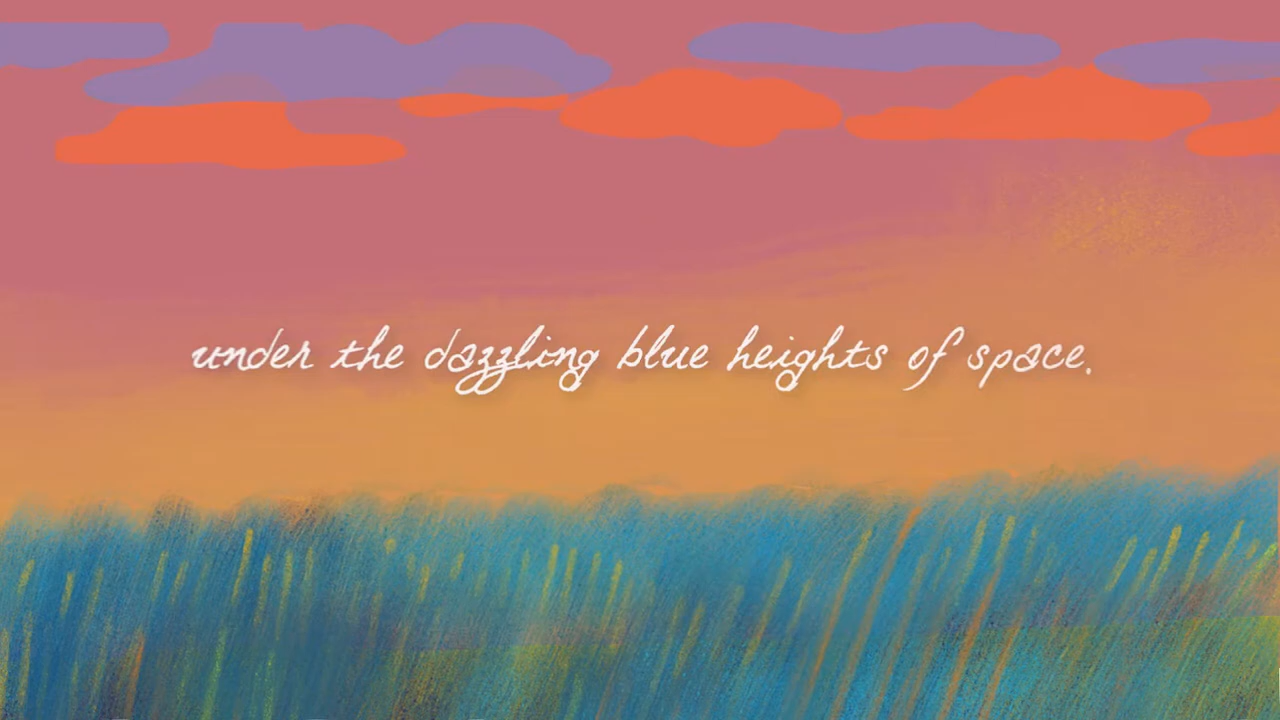 under the dazzling blue heights of space.